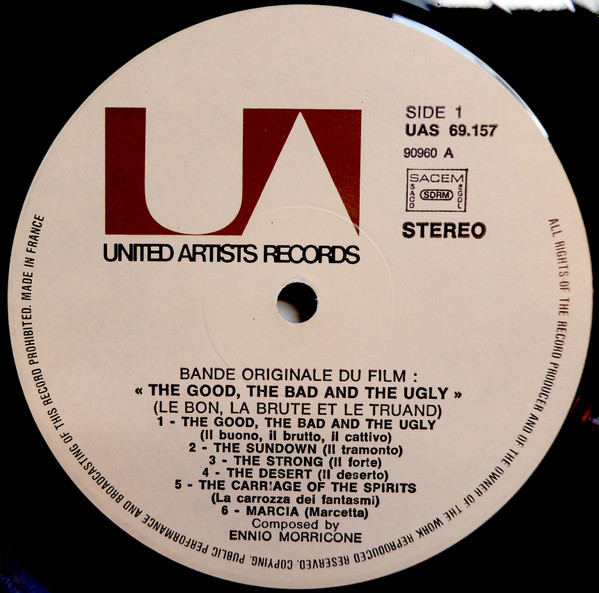 SIDE 1
UAS 69.157
90960 A
SACEM
SACD SDRM SGDL
STEREO
UA
UNITED ARTISTS RECORDS
BANDE ORIGINALE DU FILM :
« THE GOOD, THE BAD AND THE UGLY »
(LE BON, LA BRUTE ET LE TRUAND)
1 - THE GOOD, THE BAD AND THE UGLY
(Il buono, il brutto, il cattivo)
2 - THE SUNDOWN (Il tramonto)
3 - THE STRONG (Il forte)
4 - THE DESERT (Il deserto)
5 - THE CARRIAGE OF THE SPIRITS
(La carrozza dei fantasmi)
6 - MARCIA (Marcetta)
Composed by
ENNIO MORRICONE
ALL RIGHTS OF THE RECORD PRODUCER AND OF THE OWNER OF THE WORK REPRODUCED RESERVED. COPYING, PUBLIC PERFORMANCE AND BROADCASTING OF THIS RECORD PROHIBITED. MADE IN FRANCE